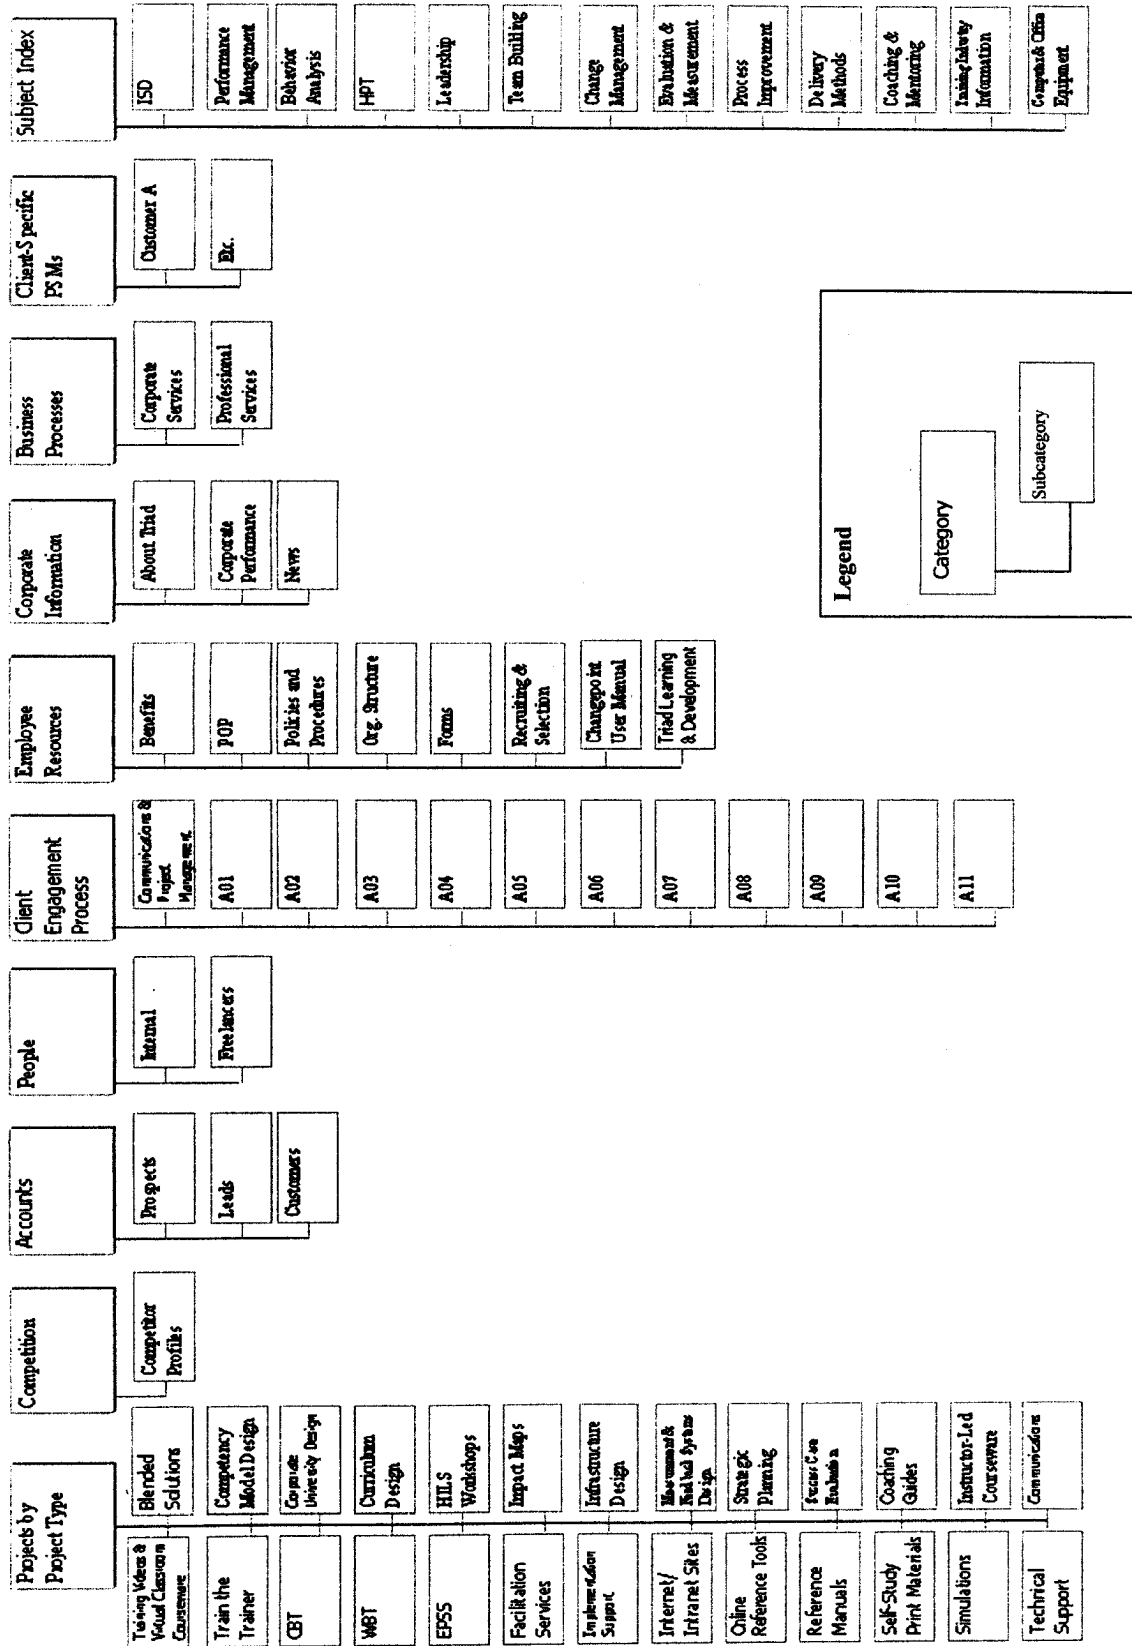 Projects by
Project Type
Training Videos &
Virtual Classroom
Courseware
Train the
Trainer
CBT
WBT
EPSS
Facilitation
Services
Implementation
Support
Internet/
Intranet Sites
Online
Reference Tools
Reference
Manuals
Self-Study
Print Materials
Simulations
Technical
Support
Blended
Solutions
Competency
Model Design
Corporate
University Design
Curriculum
Design
HILS
Workshops
Impact Maps
Infrastructure
Design
Measurement &
Feedback Systems
Design
Strategic
Planning
Success Case
Evaluation
Coaching
Guides
Instructor-Led
Courseware
Communications
Competition
Competitor
Profiles
Accounts
Prospects
Leads
Customers
People
Internal
Freelancers
Client
Engagement
Process
Communications &
Project
Management
A01
A02
A03
A04
A05
A06
A07
A08
A09
A10
A11
Employee
Resources
Benefits
POP
Policies and
Procedures
Org. Structure
Forms
Recruiting &
Selection
Changepoint
User Manual
Triad Learning
& Development
Corporate
Information
About Triad
Corporate
Performance
News
Business
Processes
Corporate
Services
Professional
Services
Client-Specific
PSMs
Customer A
Etc.
Subject Index
ISD
Performance
Management
Behavior
Analysis
HPT
Leadership
Team Building
Change
Management
Evaluation &
Measurement
Process
Improvement
Delivery
Methods
Coaching &
Mentoring
Training Industry
Information
Computer & Office
Equipment
Legend
Category
Subcategory